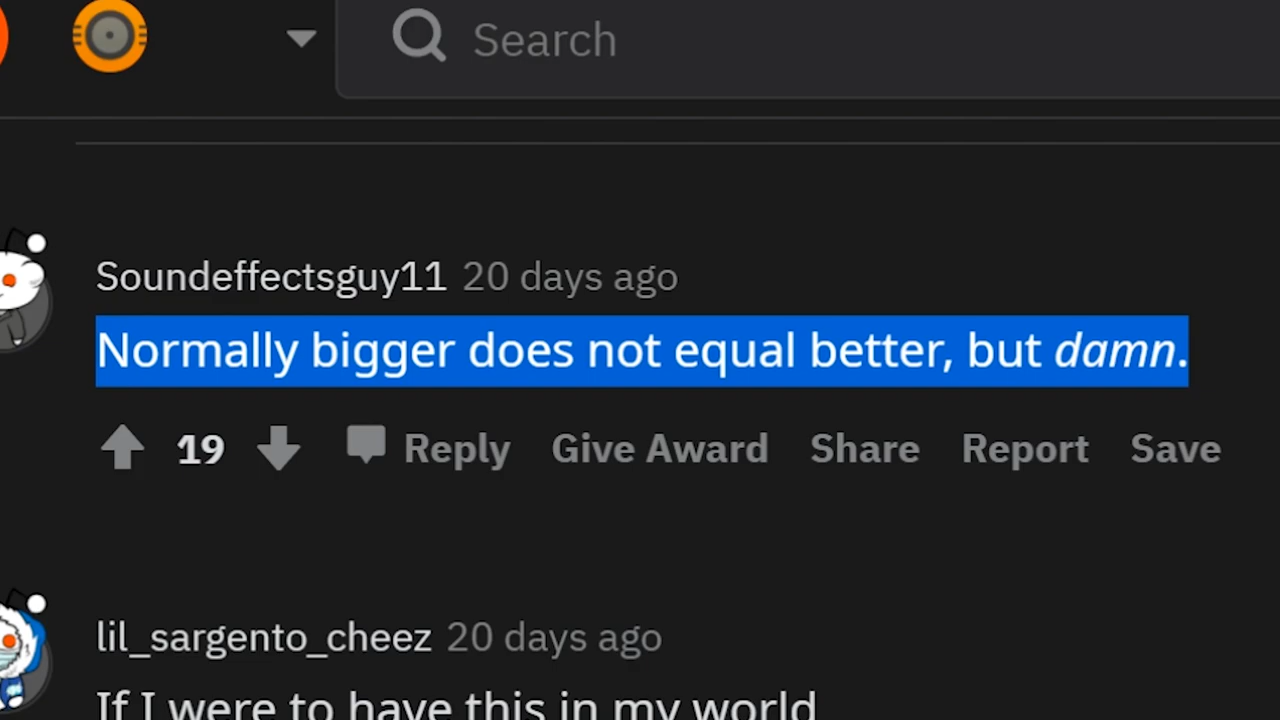 Search
Soundeffectsguy11 20 days ago
Normally bigger does not equal better, but damn.
19 Reply Give Award Share Report Save
lil_sargento_cheez 20 days ago
If I were to have this in my world